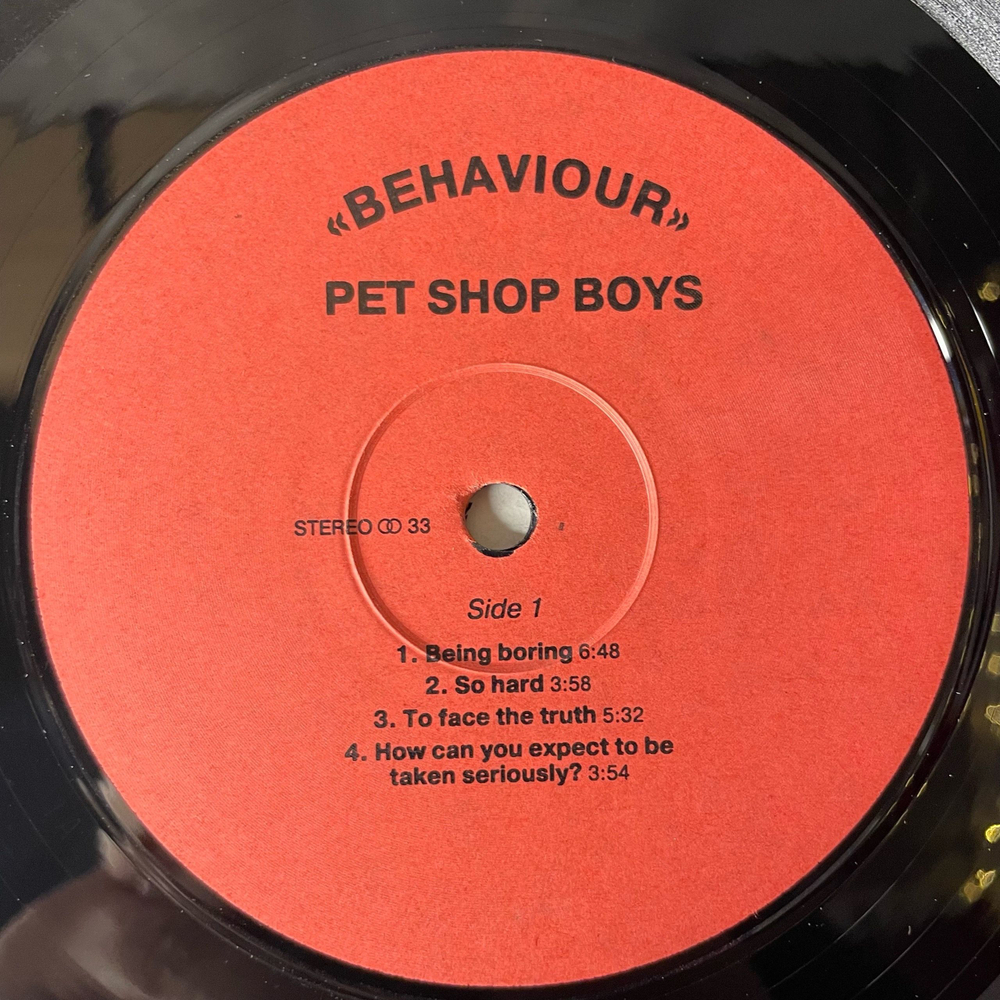 «BEHAVIOUR»
PET SHOP BOYS
STEREO 33
Side 1
1. Being boring 6:48
2. So hard 3:58
3. To face the truth 5:32
4. How can you expect to be
taken seriously? 3:54